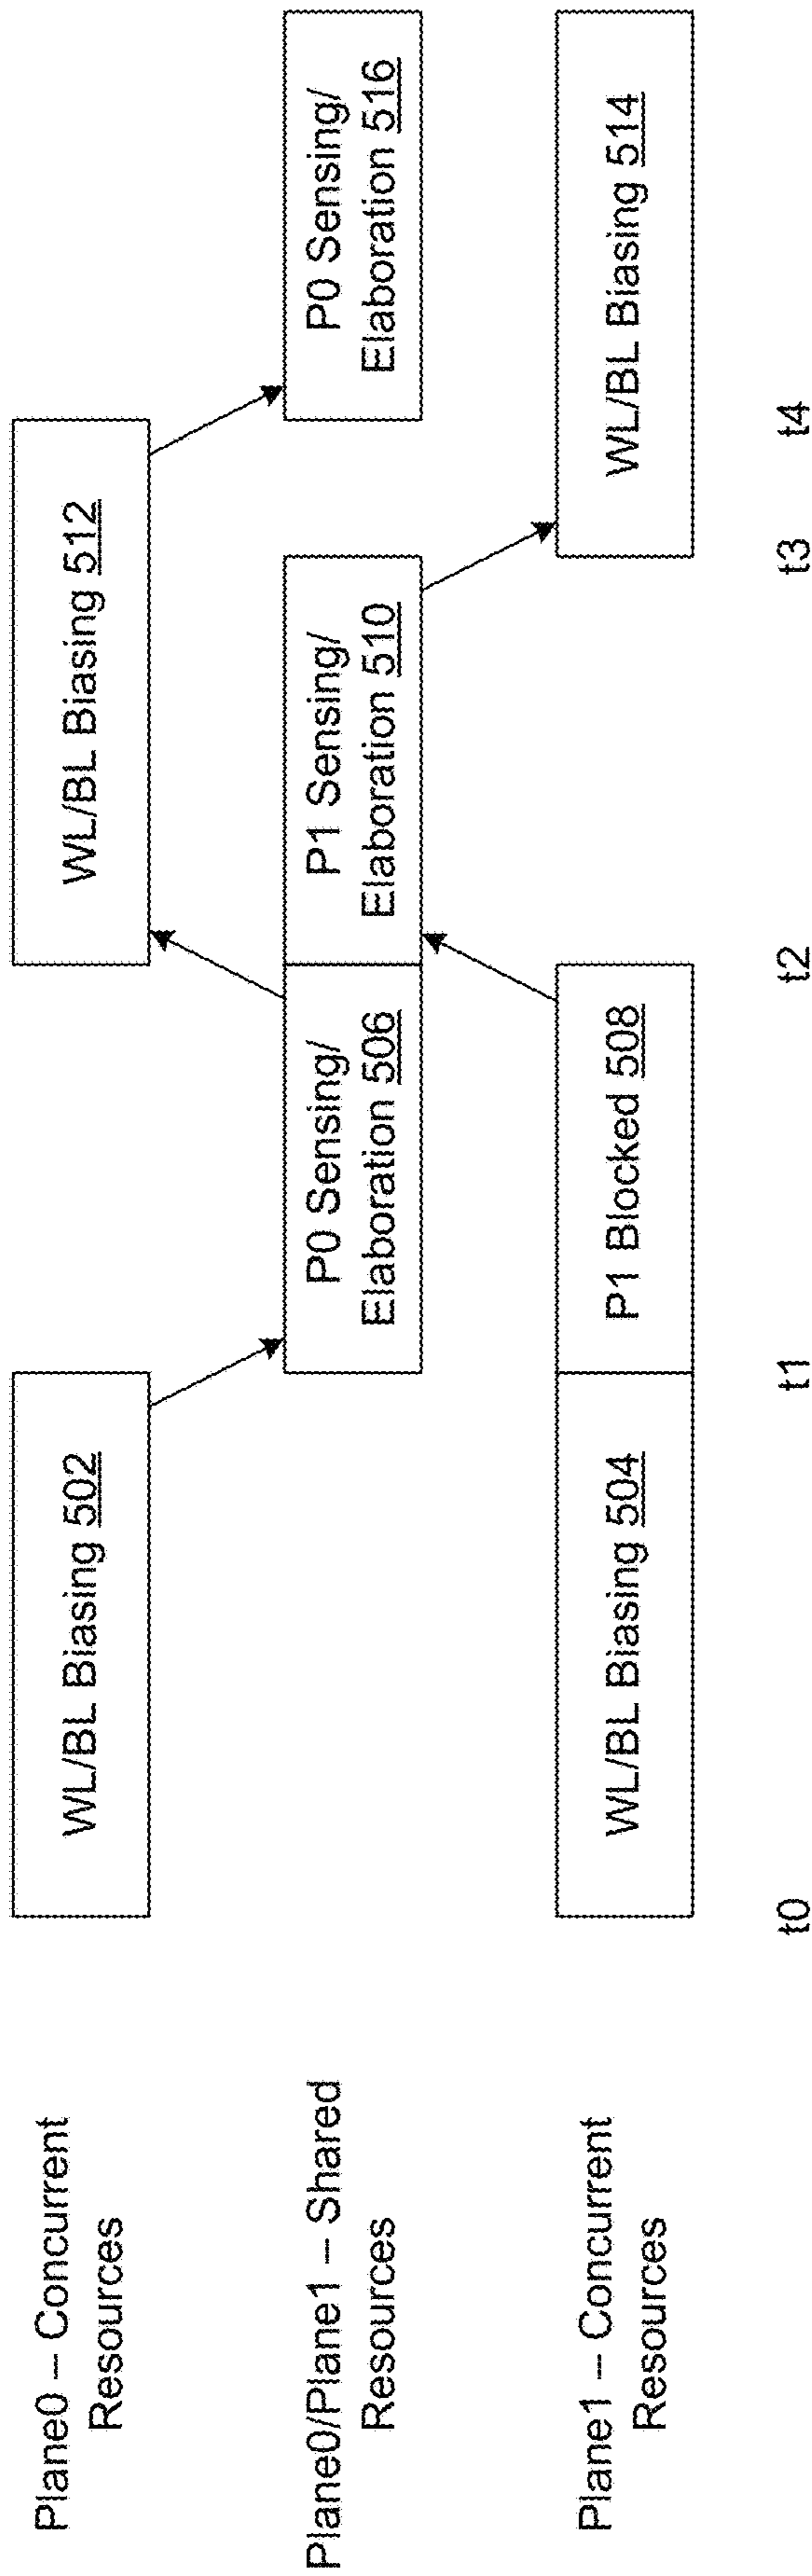 Plane0 – Concurrent
Resources
WL/BL Biasing 502
WL/BL Biasing 512
Plane0/Plane1 – Shared
Resources
P0 Sensing/
Elaboration 506
P1 Sensing/
Elaboration 510
P0 Sensing/
Elaboration 516
Plane1 – Concurrent
Resources
WL/BL Biasing 504
P1 Blocked 508
WL/BL Biasing 514
t0
t1
t2
t3
t4